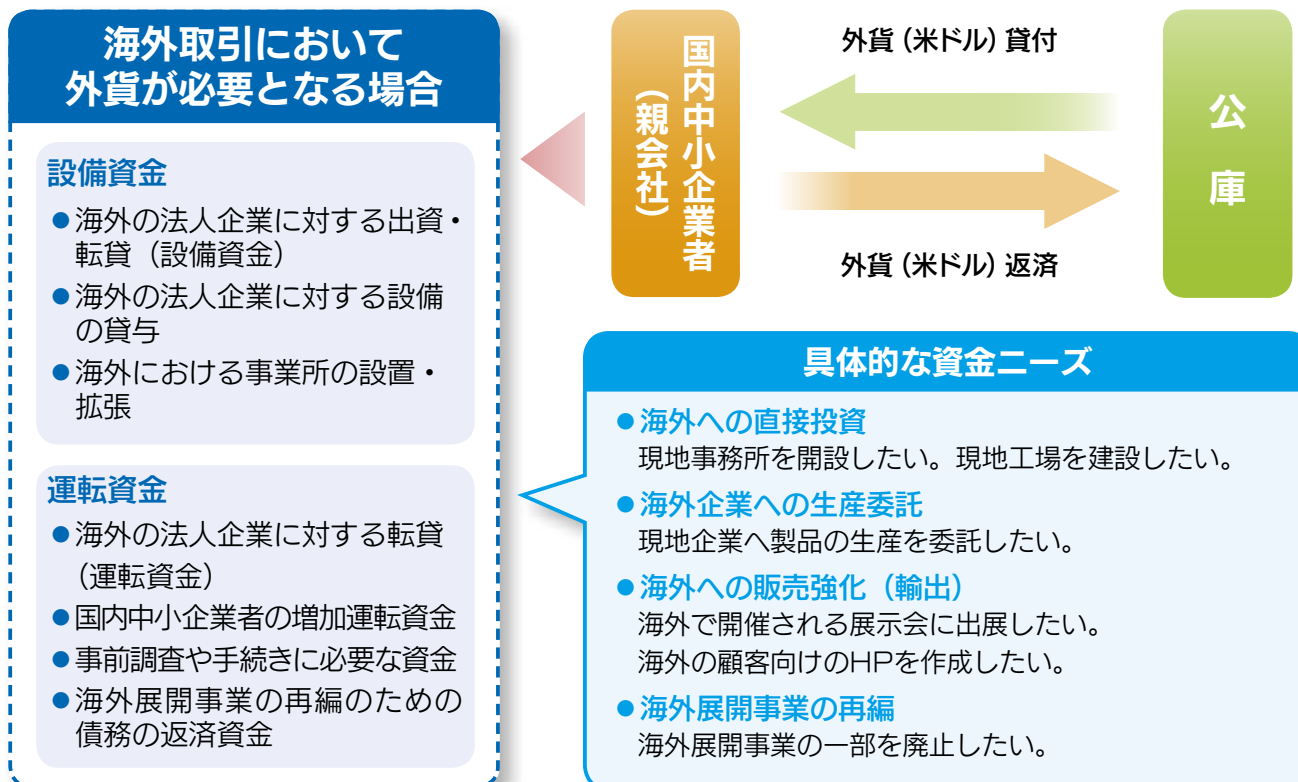 海外取引において
外貨が必要となる場合
設備資金
●海外の法人企業に対する出資・
転貸（設備資金）
●海外の法人企業に対する設備
の貸与
●海外における事業所の設置・
拡張
運転資金
●海外の法人企業に対する転貸
（運転資金）
●国内中小企業者の増加運転資金
●事前調査や手続きに必要な資金
●海外展開事業の再編のための
債務の返済資金
国内中小企業者
（親会社）
外貨（米ドル）貸付
外貨（米ドル）返済
公庫
具体的な資金ニーズ
●海外への直接投資
現地事務所を開設したい。現地工場を建設したい。
●海外企業への生産委託
現地企業へ製品の生産を委託したい。
●海外への販売強化（輸出）
海外で開催される展示会に出展したい。
海外の顧客向けのHPを作成したい。
●海外展開事業の再編
海外展開事業の一部を廃止したい。